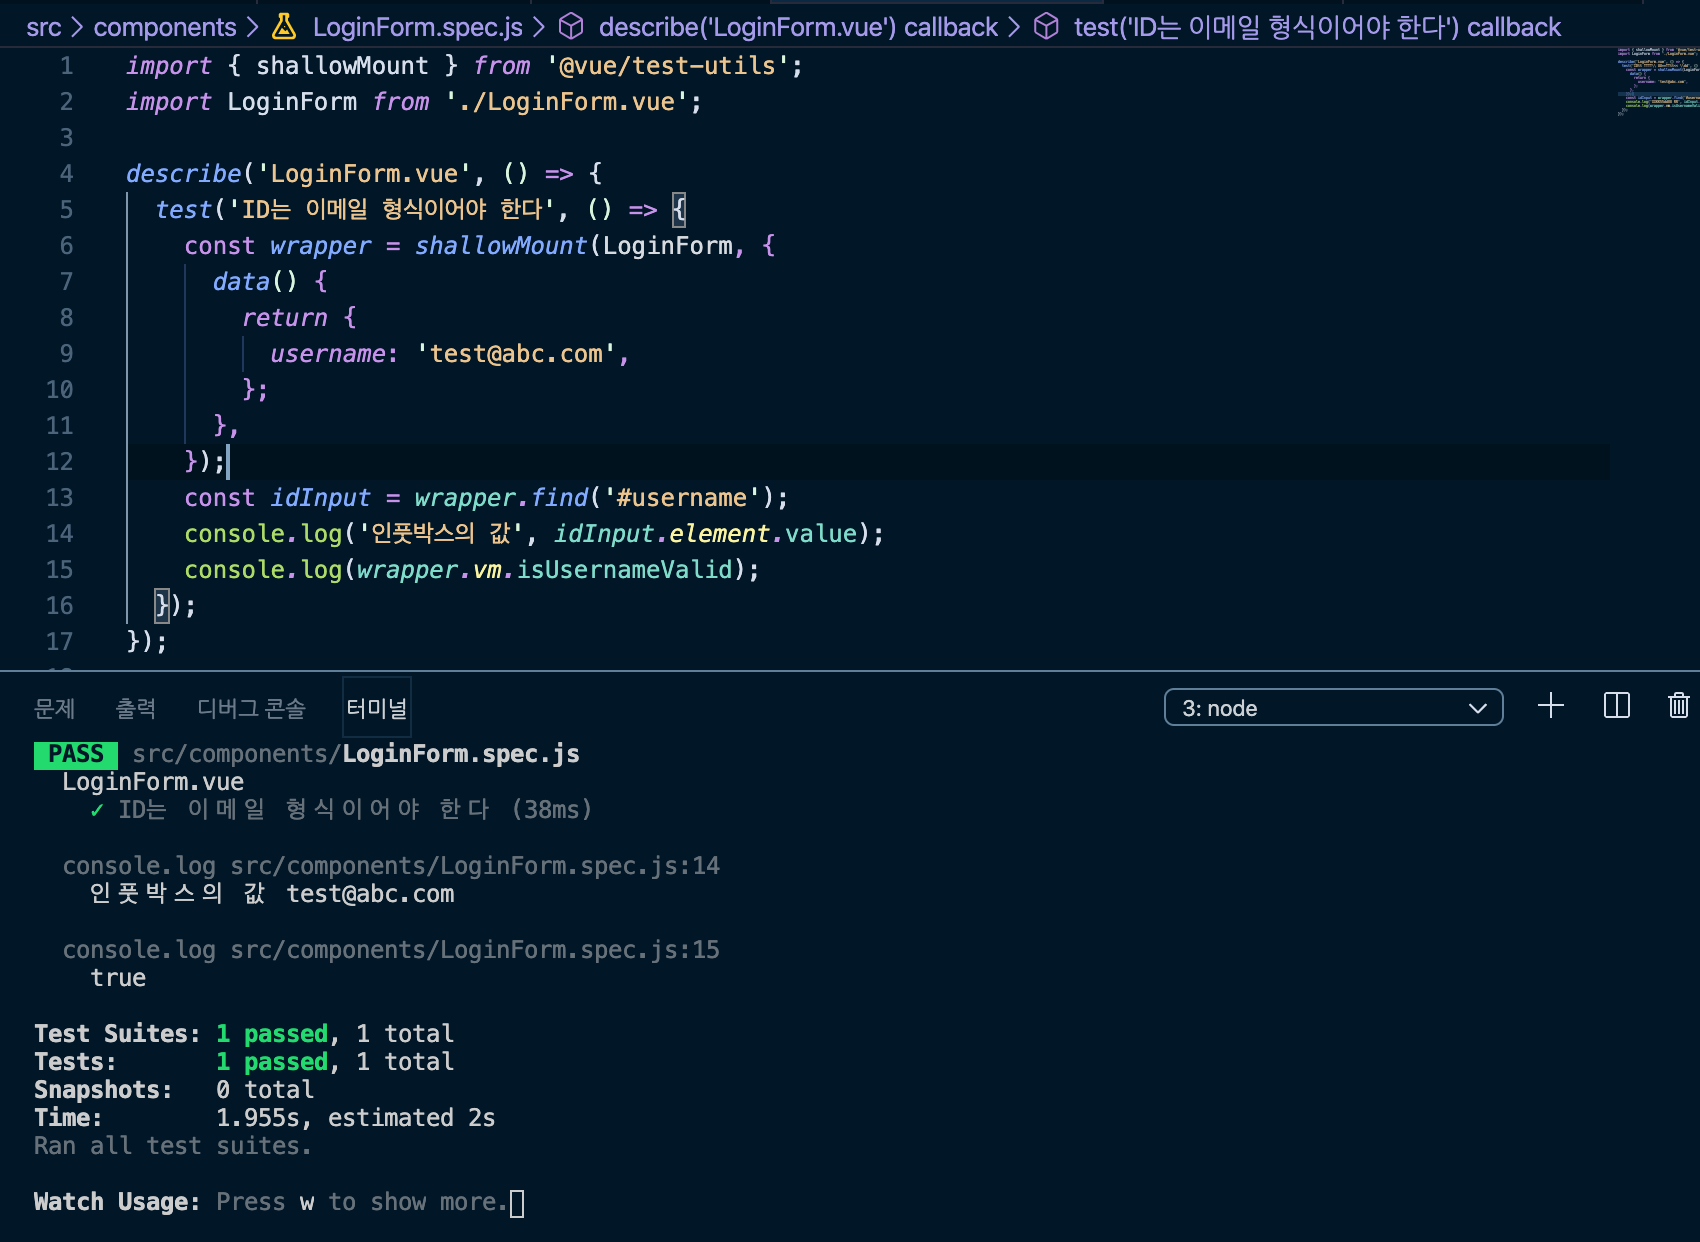 src > components > LoginForm.spec.js > describe('LoginForm.vue') callback > test('ID는 이메일 형식이어야 한다') callback
1 import { shallowMount } from '@vue/test-utils';
2 import LoginForm from './LoginForm.vue';
3
4 describe('LoginForm.vue', () => {
5   test('ID는 이메일 형식이어야 한다', () => {
6     const wrapper = shallowMount(LoginForm, {
7       data() {
8         return {
9           username: 'test@abc.com',
10         };
11       },
12     });
13     const idInput = wrapper.find('#username');
14     console.log('인풋박스의 값', idInput.element.value);
15     console.log(wrapper.vm.isUsernameValid);
16   });
17 });
문제 출력 디버그 콘솔 터미널 3: node
PASS src/components/LoginForm.spec.js
LoginForm.vue
✓ ID는 이메일 형식이어야 한다 (38ms)
console.log src/components/LoginForm.spec.js:14
인풋박스의 값 test@abc.com
console.log src/components/LoginForm.spec.js:15
true
Test Suites: 1 passed, 1 total
Tests: 1 passed, 1 total
Snapshots: 0 total
Time: 1.955s, estimated 2s
Ran all test suites.
Watch Usage: Press w to show more.